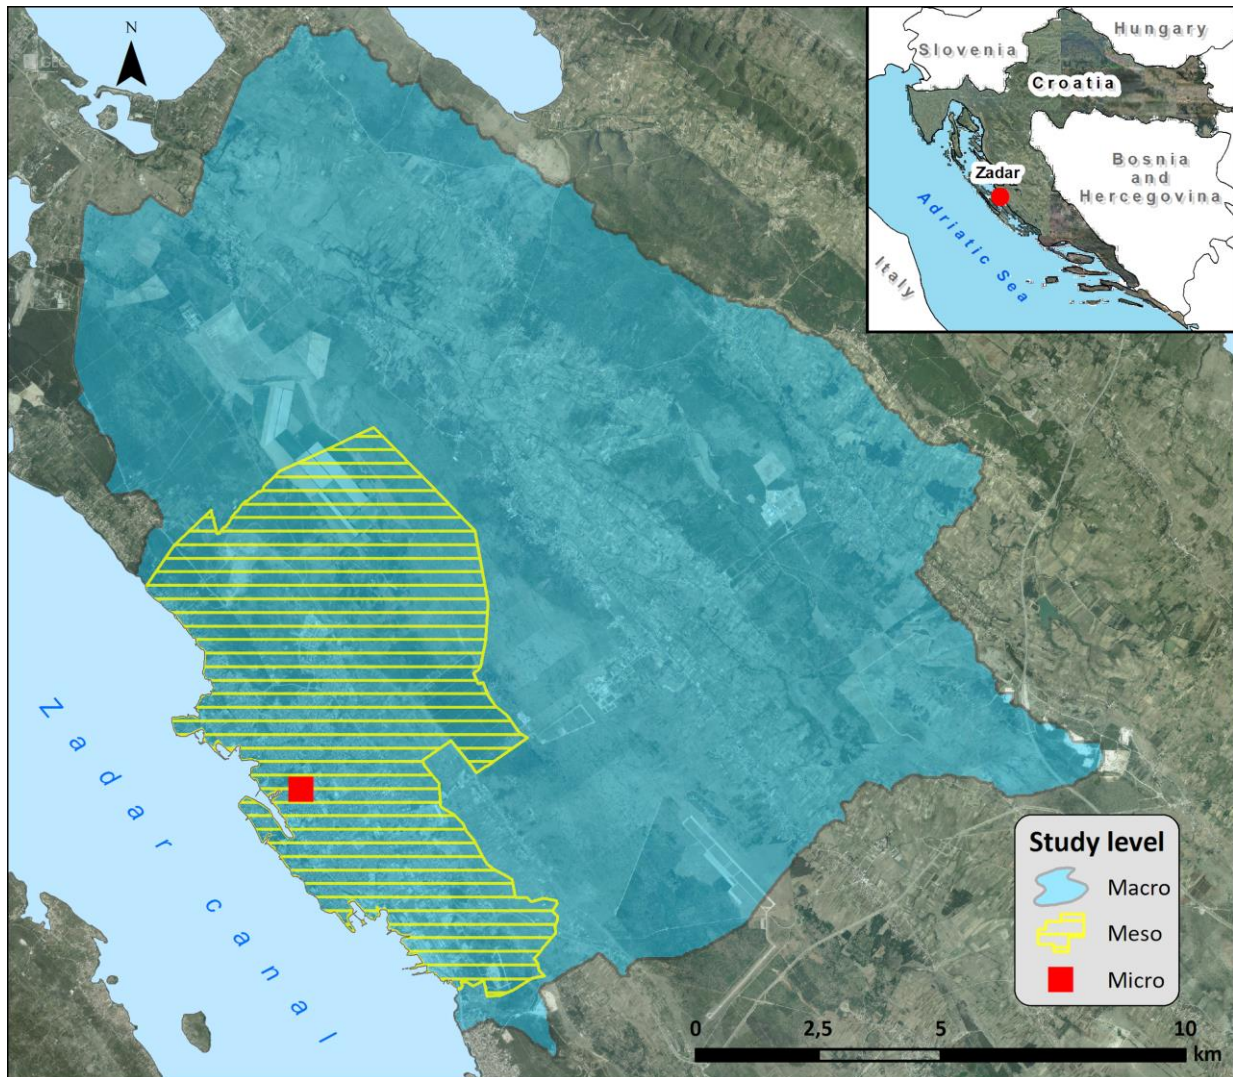 N
Slovenia
Hungary
Croatia
Zadar
Bosnia
and
Hercegovina
Adriatic Sea
Italy
Zadar canal
Study level
Macro
Meso
Micro
0
2,5
5
10
km